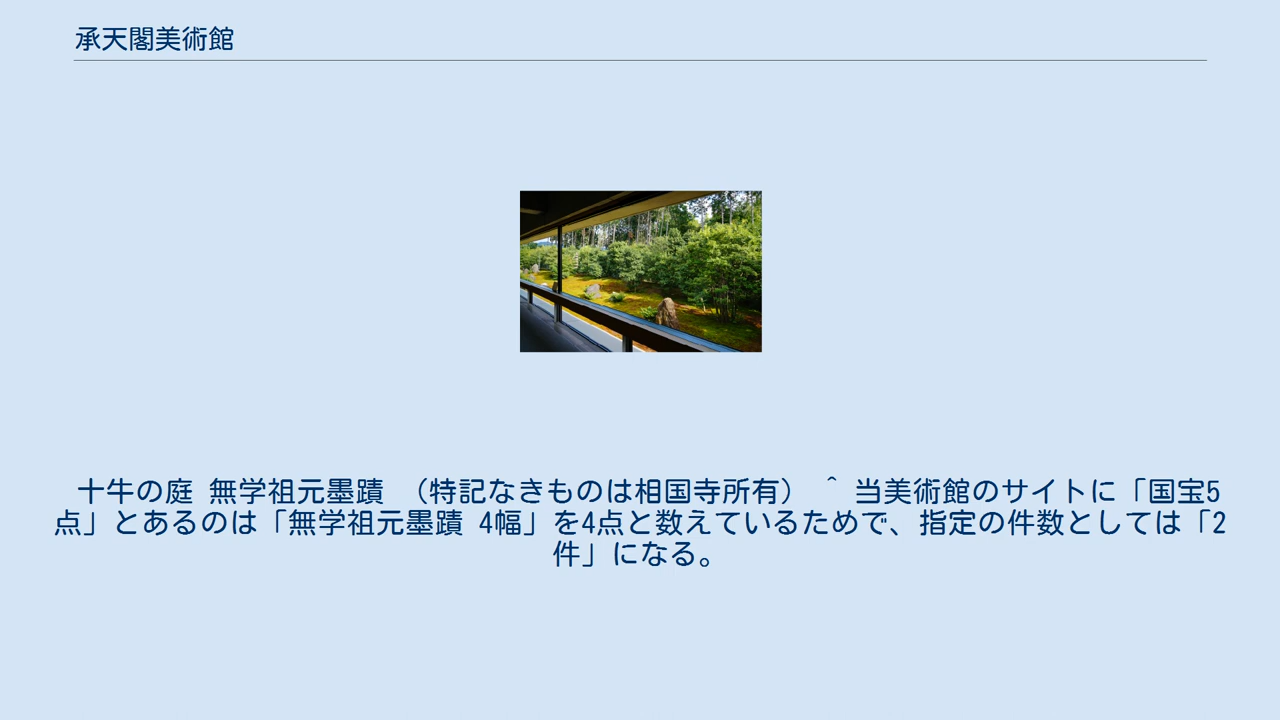 承天閣美術館
十牛の庭 無学祖元墨蹟 （特記なきものは相国寺所有） ^ 当美術館のサイトに「国宝5
点」とあるのは「無学祖元墨蹟 4幅」を4点と数えているためで、指定の件数としては「2
件」になる。